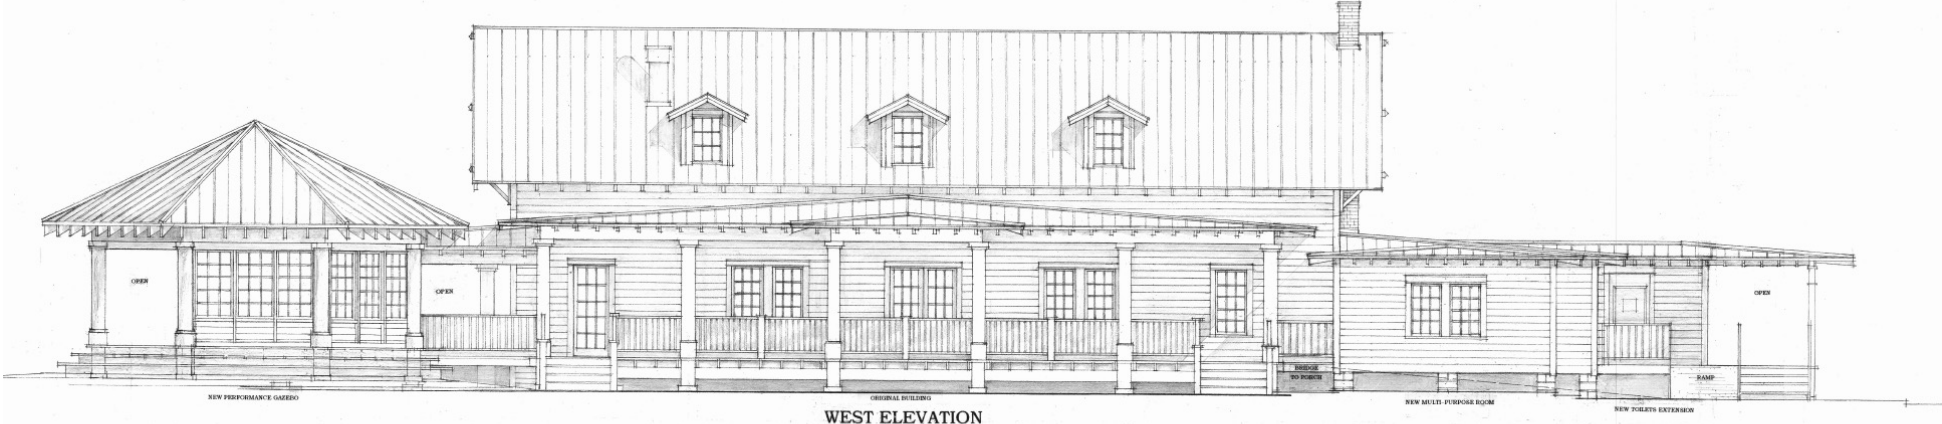 OPEN
OPEN
OPEN
BRIDGE
TO PORCH
RAMP
NEW PERFORMANCE GAZEBO
ORIGINAL BUILDING
NEW MULTI-PURPOSE ROOM
NEW TOILETS EXTENSION
WEST ELEVATION